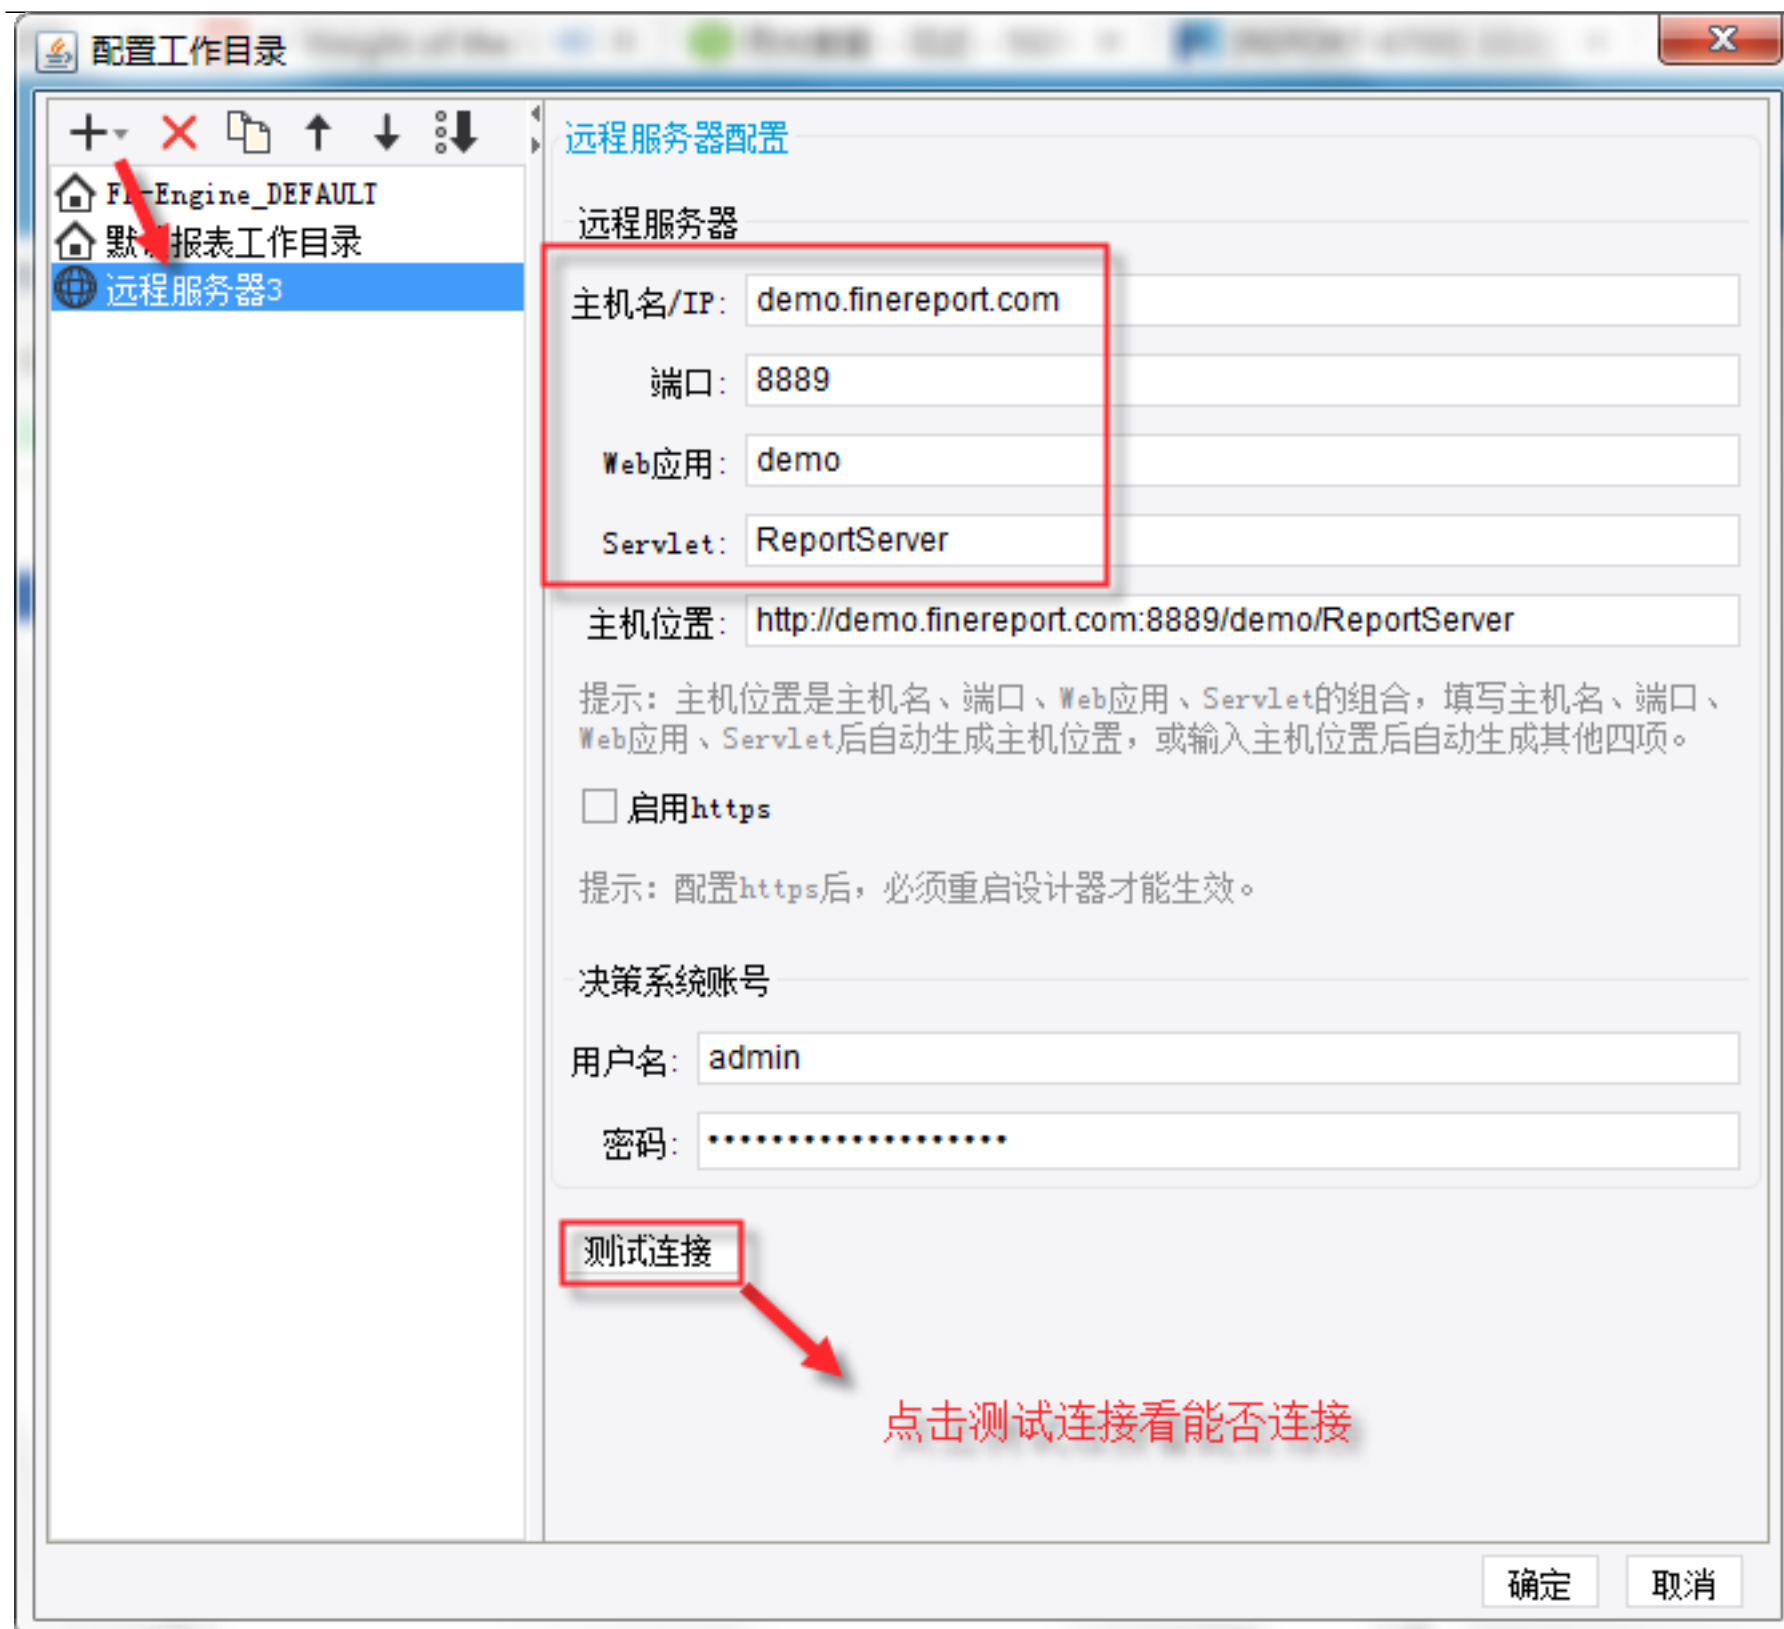 配置工作目录
FR-Engine_DEFAULT
默认报表工作目录
远程服务器3
远程服务器配置
远程服务器
主机名/IP: demo.finereport.com
端口: 8889
Web应用: demo
Servlet: ReportServer
主机位置: http://demo.finereport.com:8889/demo/ReportServer
提示：主机位置是主机名、端口、Web应用、Servlet的组合，填写主机名、端口、
Web应用、Servlet后自动生成主机位置，或输入主机位置后自动生成其他四项。
启用https
提示：配置https后，必须重启设计器才能生效。
决策系统账号
用户名: admin
密码: •••••••••••••••••••
测试连接
点击测试连接看能否连接
确定 取消